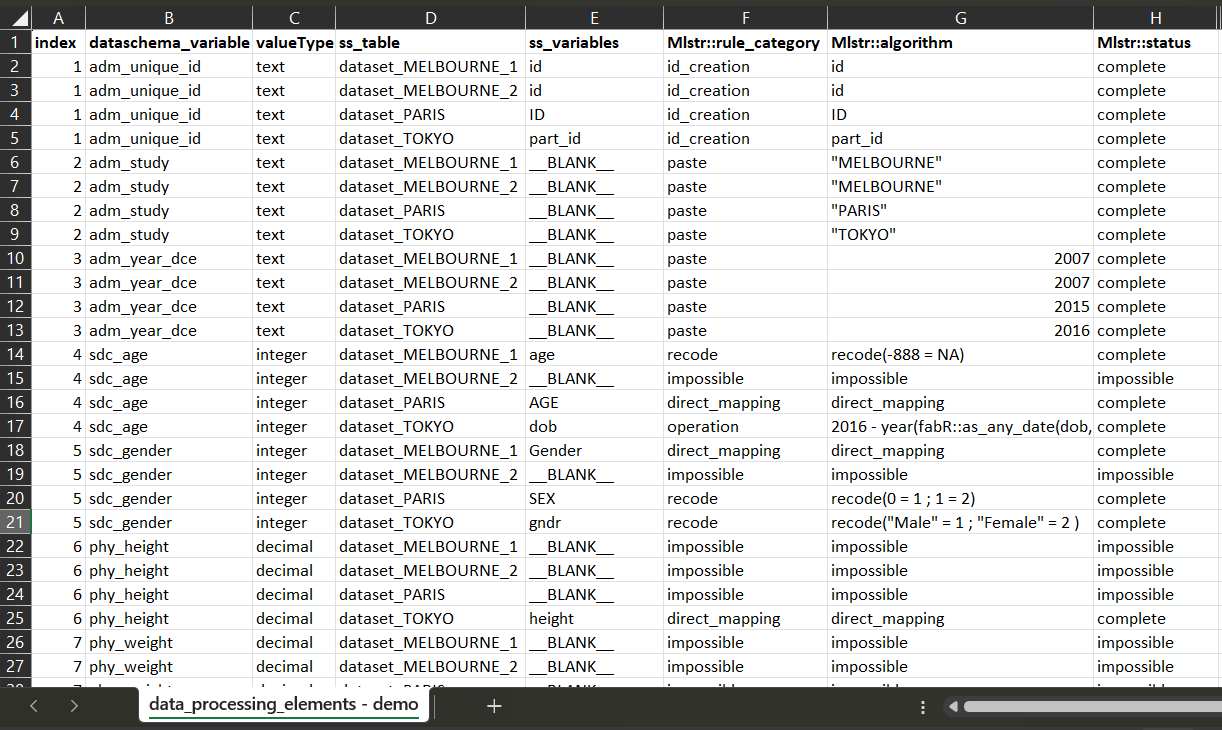 A B C D E F G H
1 index dataschema_variable valueType ss_table ss_variables Mlstr::rule_category Mlstr::algorithm Mlstr::status
2 1 adm_unique_id text dataset_MELBOURNE_1 id id_creation id complete
3 1 adm_unique_id text dataset_MELBOURNE_2 id id_creation id complete
4 1 adm_unique_id text dataset_PARIS ID id_creation ID complete
5 1 adm_unique_id text dataset_TOKYO part_id id_creation part_id complete
6 2 adm_study text dataset_MELBOURNE_1 __BLANK__ paste "MELBOURNE" complete
7 2 adm_study text dataset_MELBOURNE_2 __BLANK__ paste "MELBOURNE" complete
8 2 adm_study text dataset_PARIS __BLANK__ paste "PARIS" complete
9 2 adm_study text dataset_TOKYO __BLANK__ paste "TOKYO" complete
10 3 adm_year_dce text dataset_MELBOURNE_1 __BLANK__ paste 2007 complete
11 3 adm_year_dce text dataset_MELBOURNE_2 __BLANK__ paste 2007 complete
12 3 adm_year_dce text dataset_PARIS __BLANK__ paste 2015 complete
13 3 adm_year_dce text dataset_TOKYO __BLANK__ paste 2016 complete
14 4 sdc_age integer dataset_MELBOURNE_1 age recode recode(-888 = NA) complete
15 4 sdc_age integer dataset_MELBOURNE_2 __BLANK__ impossible impossible impossible
16 4 sdc_age integer dataset_PARIS AGE direct_mapping direct_mapping complete
17 4 sdc_age integer dataset_TOKYO dob operation 2016 - year(fabR::as_any_date(dob, complete
18 5 sdc_gender integer dataset_MELBOURNE_1 Gender direct_mapping direct_mapping complete
19 5 sdc_gender integer dataset_MELBOURNE_2 __BLANK__ impossible impossible impossible
20 5 sdc_gender integer dataset_PARIS SEX recode recode(0 = 1 ; 1 = 2) complete
21 5 sdc_gender integer dataset_TOKYO gndr recode recode("Male" = 1 ; "Female" = 2 ) complete
22 6 phy_height decimal dataset_MELBOURNE_1 __BLANK__ impossible impossible impossible
23 6 phy_height decimal dataset_MELBOURNE_2 __BLANK__ impossible impossible impossible
24 6 phy_height decimal dataset_PARIS __BLANK__ impossible impossible impossible
25 6 phy_height decimal dataset_TOKYO height direct_mapping direct_mapping complete
26 7 phy_weight decimal dataset_MELBOURNE_1 __BLANK__ impossible impossible impossible
27 7 phy_weight decimal dataset_MELBOURNE_2 __BLANK__ impossible impossible impossible
data_processing_elements - demo